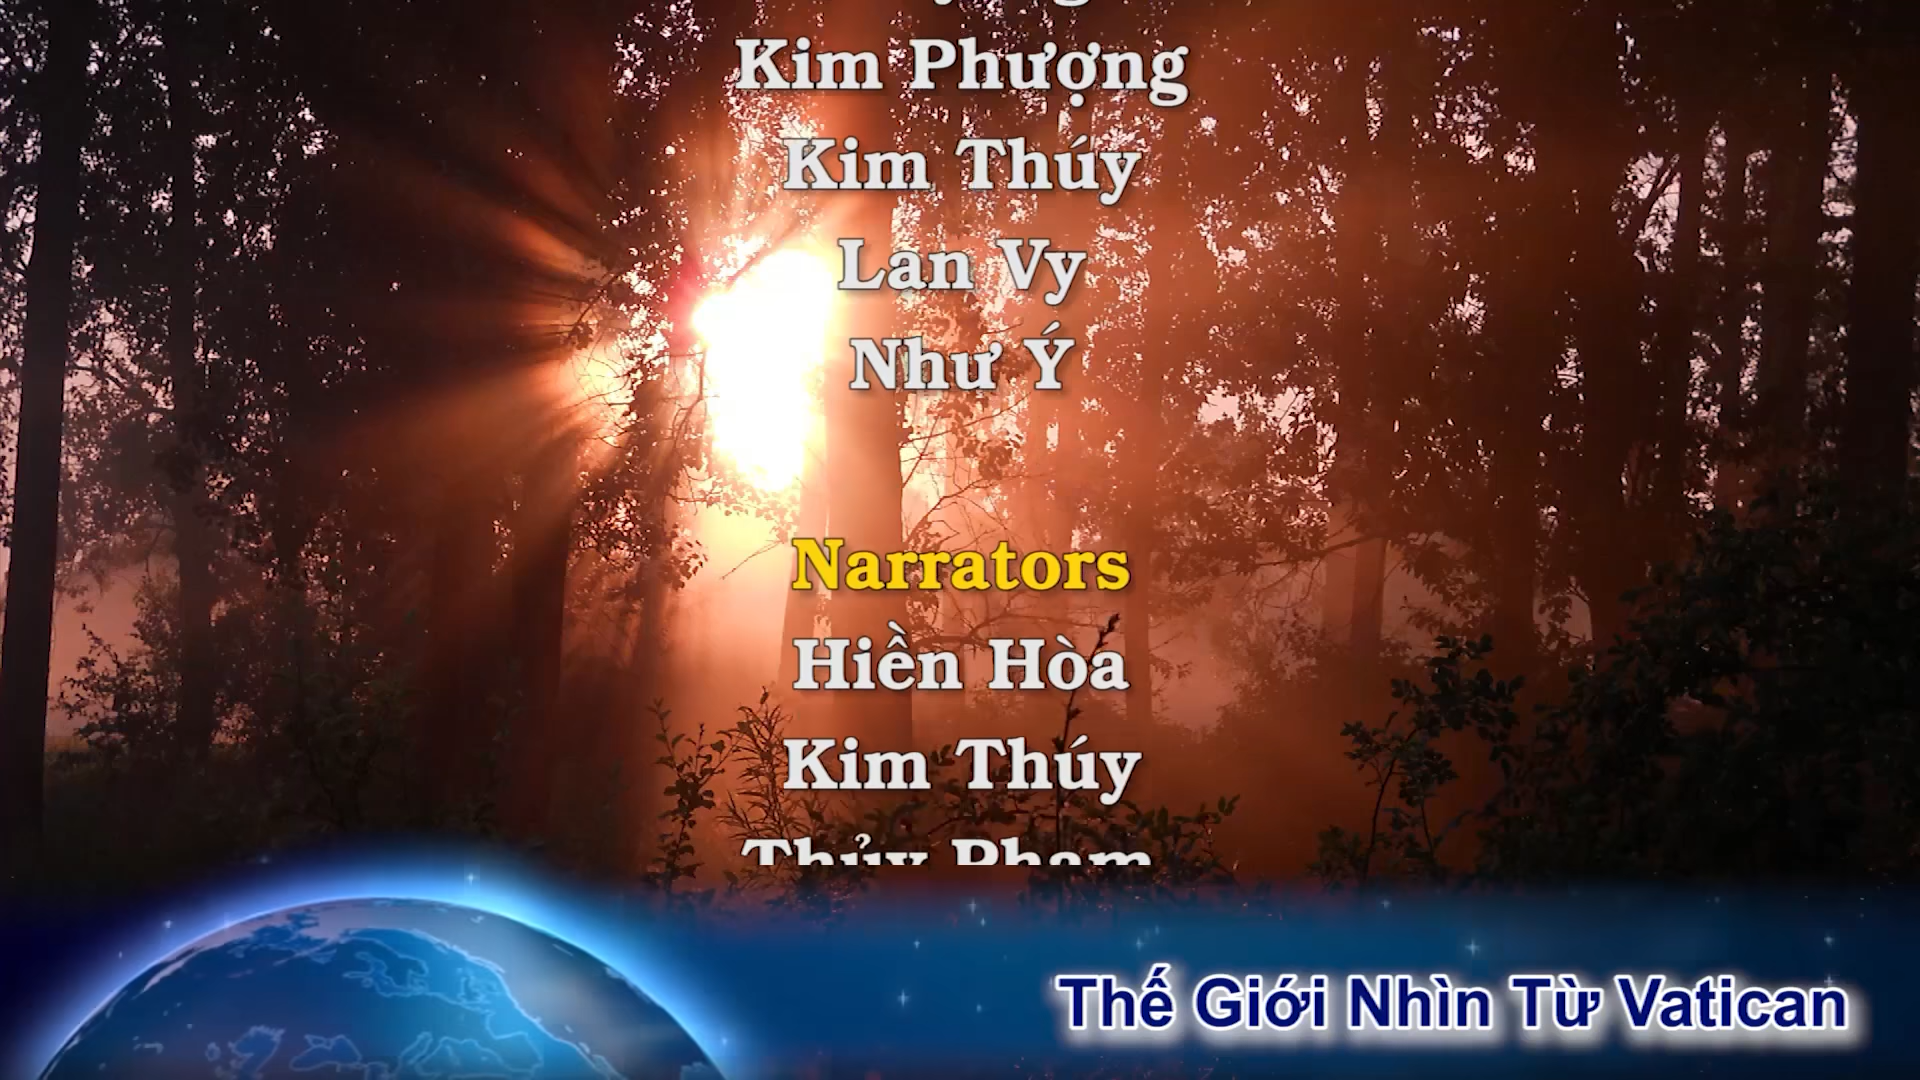 Kim Phượng
Kim Thúy
Lan Vy
Như Ý
Narrators
Hiền Hòa
Kim Thúy
Thế Giới Nhìn Từ Vatican